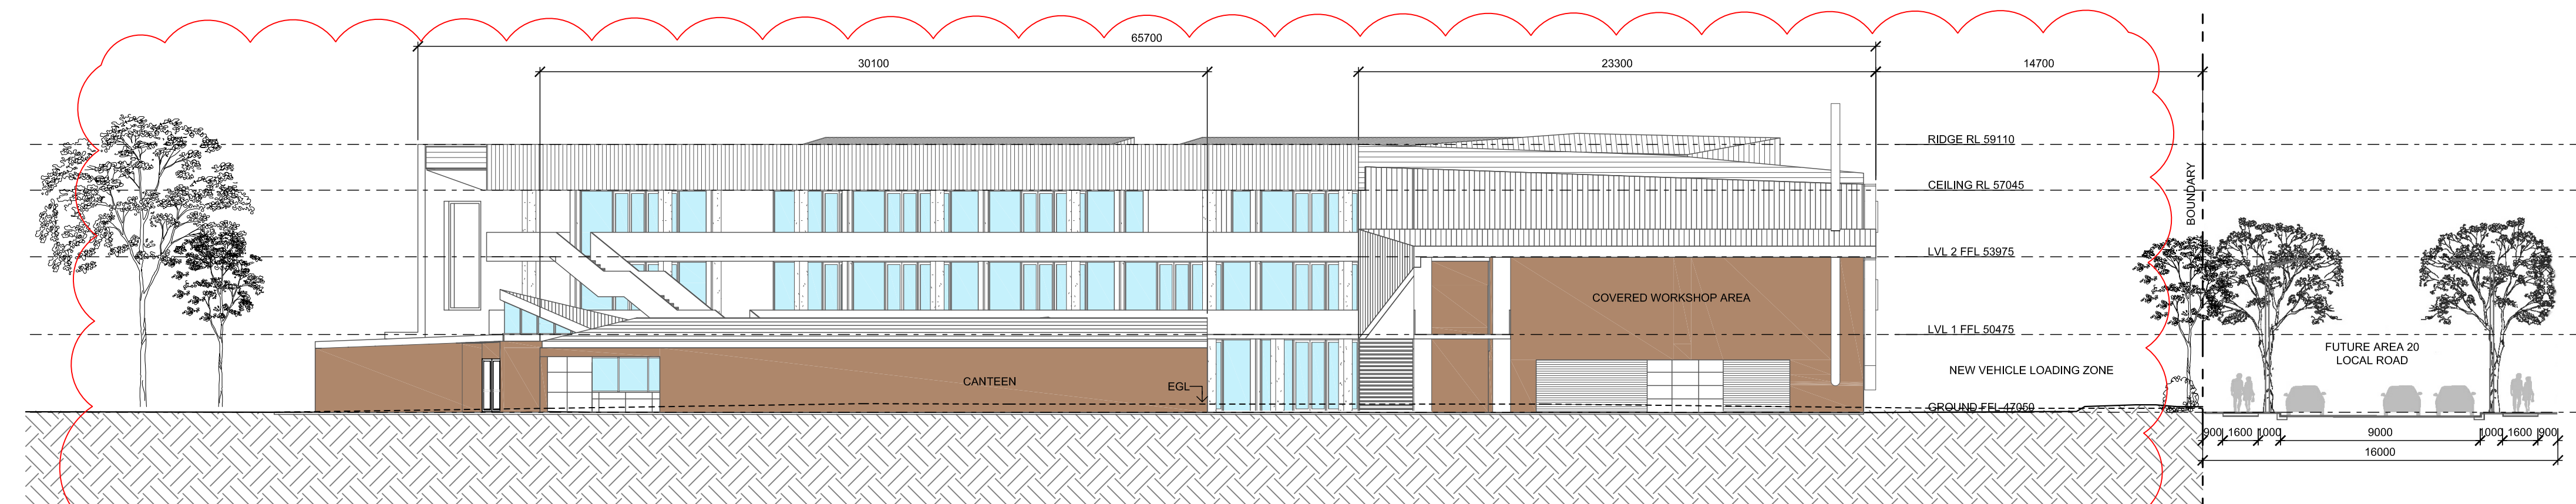 65700
30100
23300
14700
RIDGE RL 59110
CEILING RL 57045
BOUNDARY
LVL 2 FFL 53975
COVERED WORKSHOP AREA
LVL 1 FFL 50475
FUTURE AREA 20
LOCAL ROAD
NEW VEHICLE LOADING ZONE
CANTEEN
EGL
GROUND FFL 47050
900 1600 1000 9000 1000 1600 900
16000